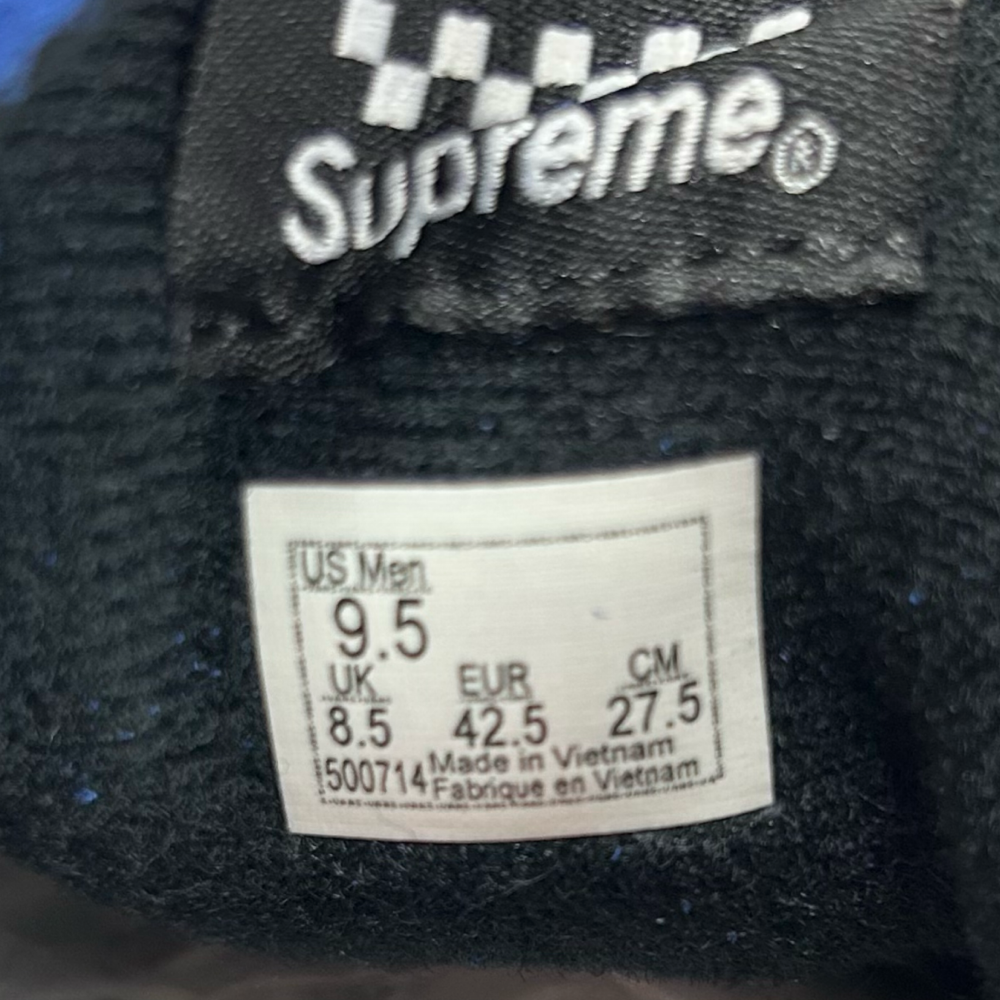 Supreme®
US Men
9.5
UK EUR CM
8.5 42.5 27.5
500714 Made in Vietnam
Fabrique en Vietnam